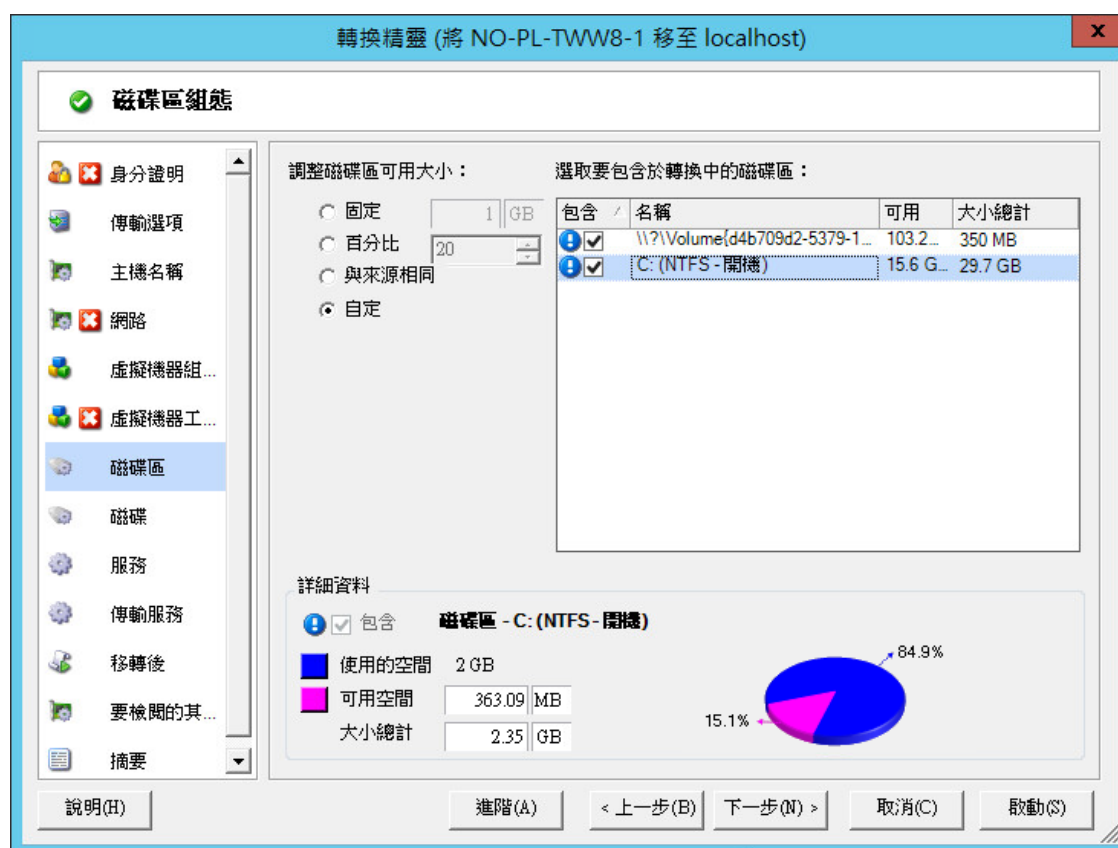 轉換精靈 (將 NO-PL-TWW8-1 移至 localhost)
x
磁碟區組態
身分證明
傳輸選項
主機名稱
網路
虛擬機器組...
虛擬機器工...
磁碟區
磁碟
服務
傳輸服務
移轉後
要檢閱的其...
摘要
調整磁碟區可用大小：
固定 1 GB
百分比 20
與來源相同
自定
選取要包含於轉換中的磁碟區：
包含 名稱 可用 大小總計
\\?\Volume{d4b709d2-5379-1... 103.2... 350 MB
C: (NTFS - 開機) 15.6 G... 29.7 GB
詳細資料
包含 磁碟區 - C: (NTFS - 開機)
使用的空間 2 GB
可用空間 363.09 MB
大小總計 2.35 GB
84.9%
15.1%
說明(H) 進階(A) < 上一步(B) 下一步(N) > 取消(C) 啟動(S)